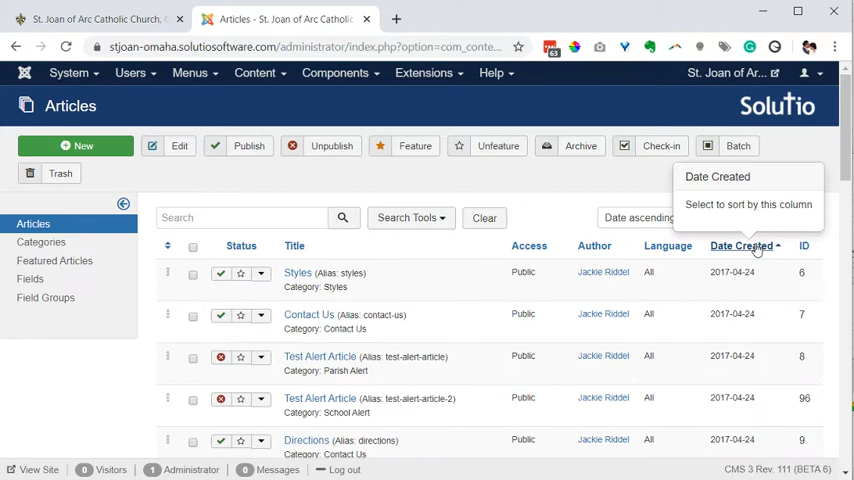 St. Joan of Arc Catholic Church, C
Articles - St. Joan of Arc Catholic
stjoan-omaha.solutiosoftware.com/administrator/index.php?option=com_conte...
63
System Users Menus Content Components Extensions Help St. Joan of Ar...
Articles
Solutio
New Edit Publish Unpublish Feature Unfeature Archive Check-in Batch
Trash
Date Created
Select to sort by this column
Articles
Categories
Featured Articles
Fields
Field Groups
Search Search Tools Clear Date ascending
Status Title Access Author Language Date Created ID
Styles (Alias: styles) Public Jackie Riddel All 2017-04-24 6
Category: Styles
Contact Us (Alias: contact-us) Public Jackie Riddel All 2017-04-24 7
Category: Contact Us
Test Alert Article (Alias: test-alert-article) Public Jackie Riddel All 2017-04-24 8
Category: Parish Alert
Test Alert Article (Alias: test-alert-article-2) Public Jackie Riddel All 2017-04-24 96
Category: School Alert
Directions (Alias: directions) Public Jackie Riddel All 2017-04-24 9
Category: Contact Us
View Site 0 Visitors 1 Administrator 0 Messages Log out CMS 3 Rev. 111 (BETA 6)